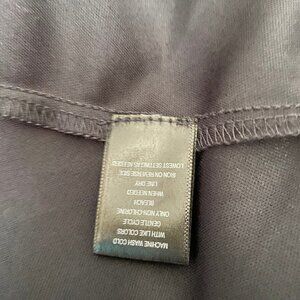 MACHINE WASH COLD
WITH LIKE COLORS
GENTLE CYCLE
ONLY NON-CHLORINE
BLEACH
WHEN NEEDED
LINE DRY
IRON ON REVERSE SIDE
LOWEST SETTING AS NEEDED